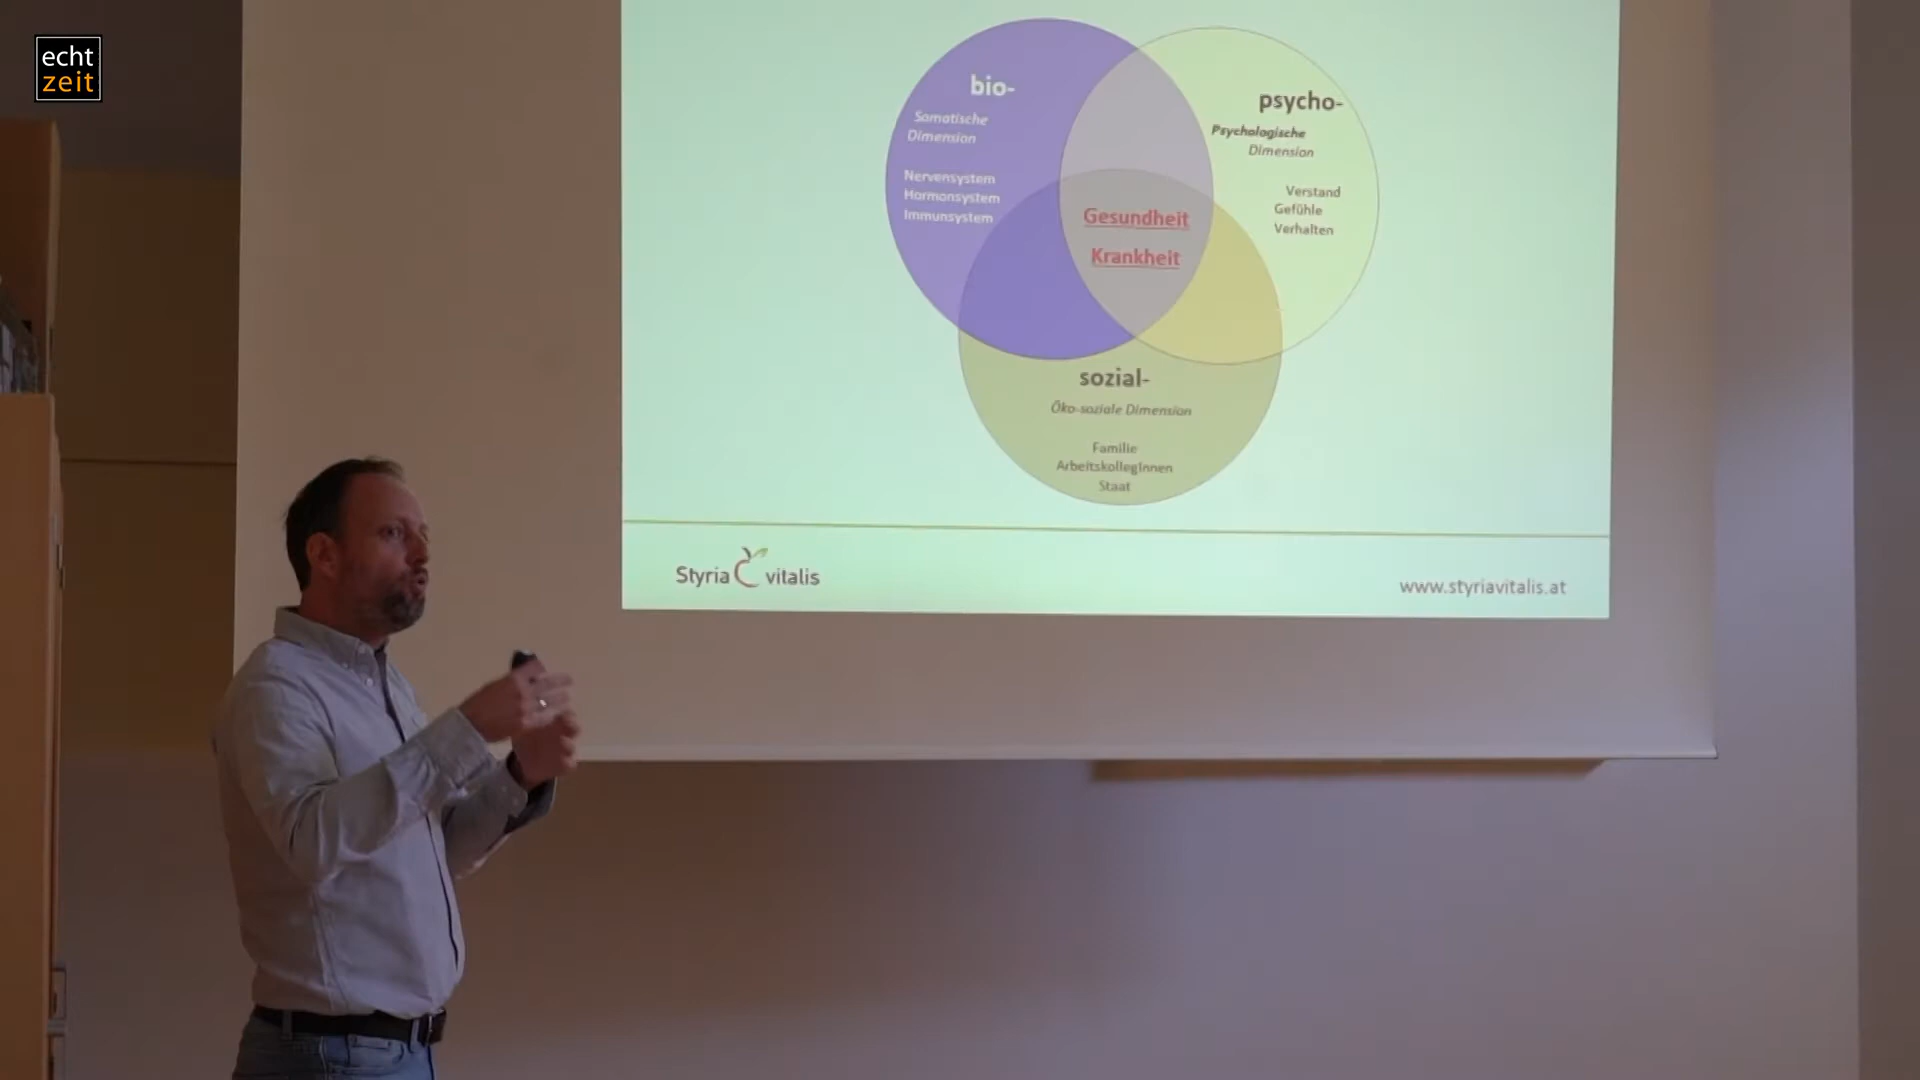 echt
zeit
bio-
Somatische
Dimension
Nervensystem
Hormonsystem
Immunsystem
psycho-
Psychologische
Dimension
Verstand
Gefühle
Verhalten
Gesundheit
Krankheit
sozial-
Öko-soziale Dimension
Familie
ArbeitskollegInnen
Staat
Styria vitalis
www.styriavitalis.at